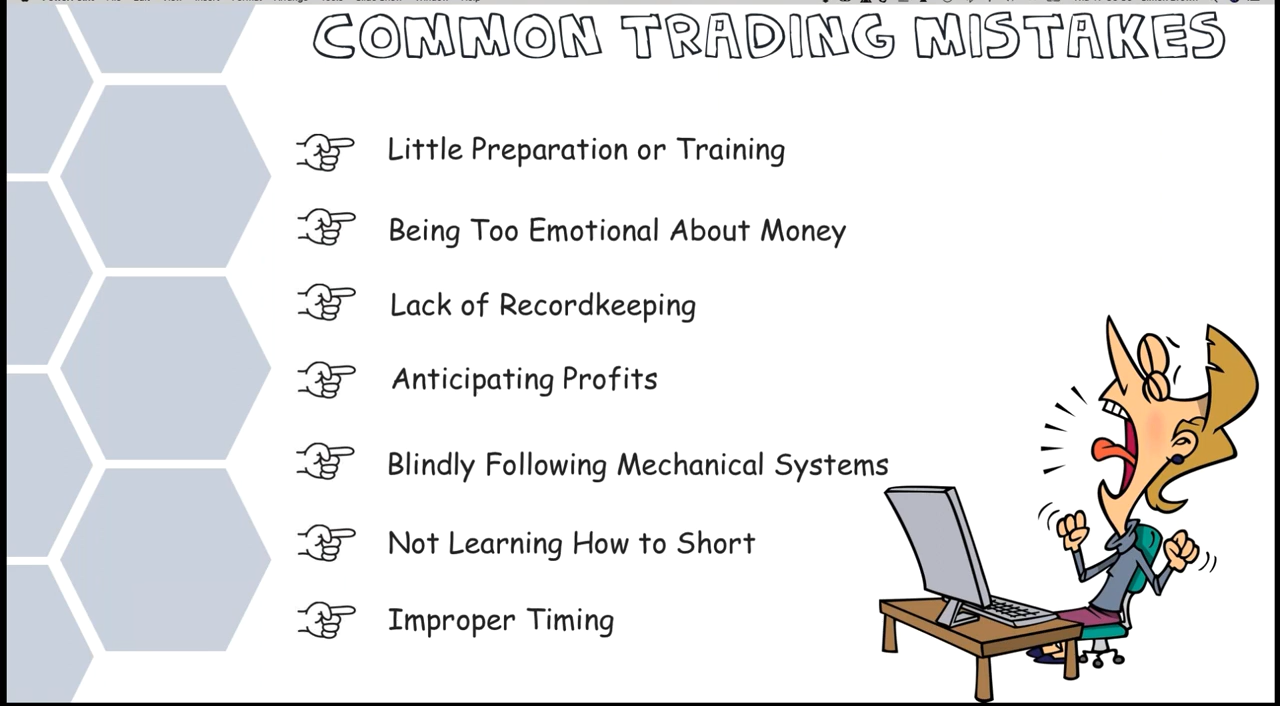 COMMON TRADING MISTAKES
Little Preparation or Training
Being Too Emotional About Money
Lack of Recordkeeping
Anticipating Profits
Blindly Following Mechanical Systems
Not Learning How to Short
Improper Timing